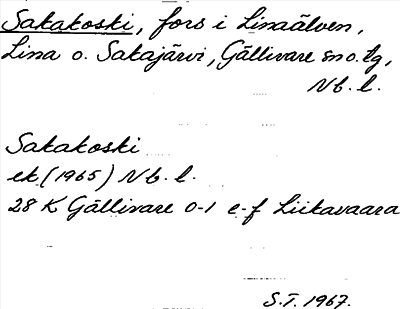 Sakakoski, fors i Linaälven,
Lina o. Sakajärvi, Gällivare sn o. tg,
Nb. l.
Sakakoski
ek (1965) Nb. l.
28 K Gällivare 0-1 e-f Liikavaara
S.T. 1967.